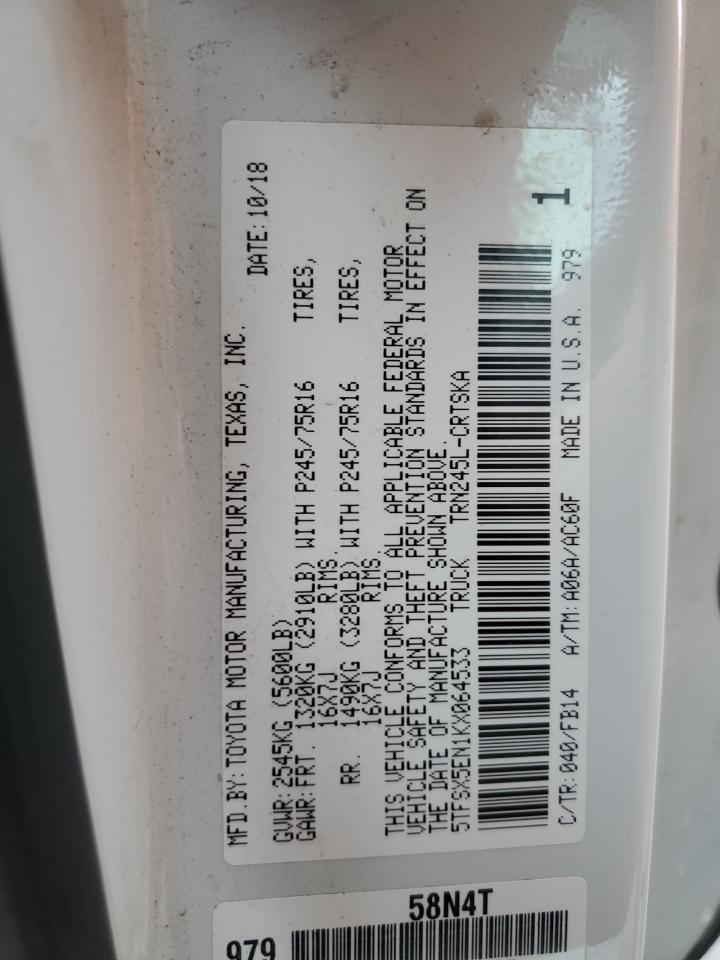 MFD. BY: TOYOTA MOTOR MANUFACTURING, TEXAS, INC.
DATE: 10/18
GVWR: 2545KG (5600LB)
GAWR: FRT. 1320KG (2910LB) WITH P245/75R16 TIRES,
16X7J RIMS.
RR. 1490KG (3280LB) WITH P245/75R16 TIRES,
16X7J RIMS.
THIS VEHICLE CONFORMS TO ALL APPLICABLE FEDERAL MOTOR
VEHICLE SAFETY AND THEFT PREVENTION STANDARDS IN EFFECT ON
THE DATE OF MANUFACTURE SHOWN ABOVE.
5TFSX5EN1KX064533 TRUCK TRN245L-CRTSKA
1
C/TR: 040/FB14 A/TM: A06A/AC60F MADE IN U.S.A. 979
58N4T
979